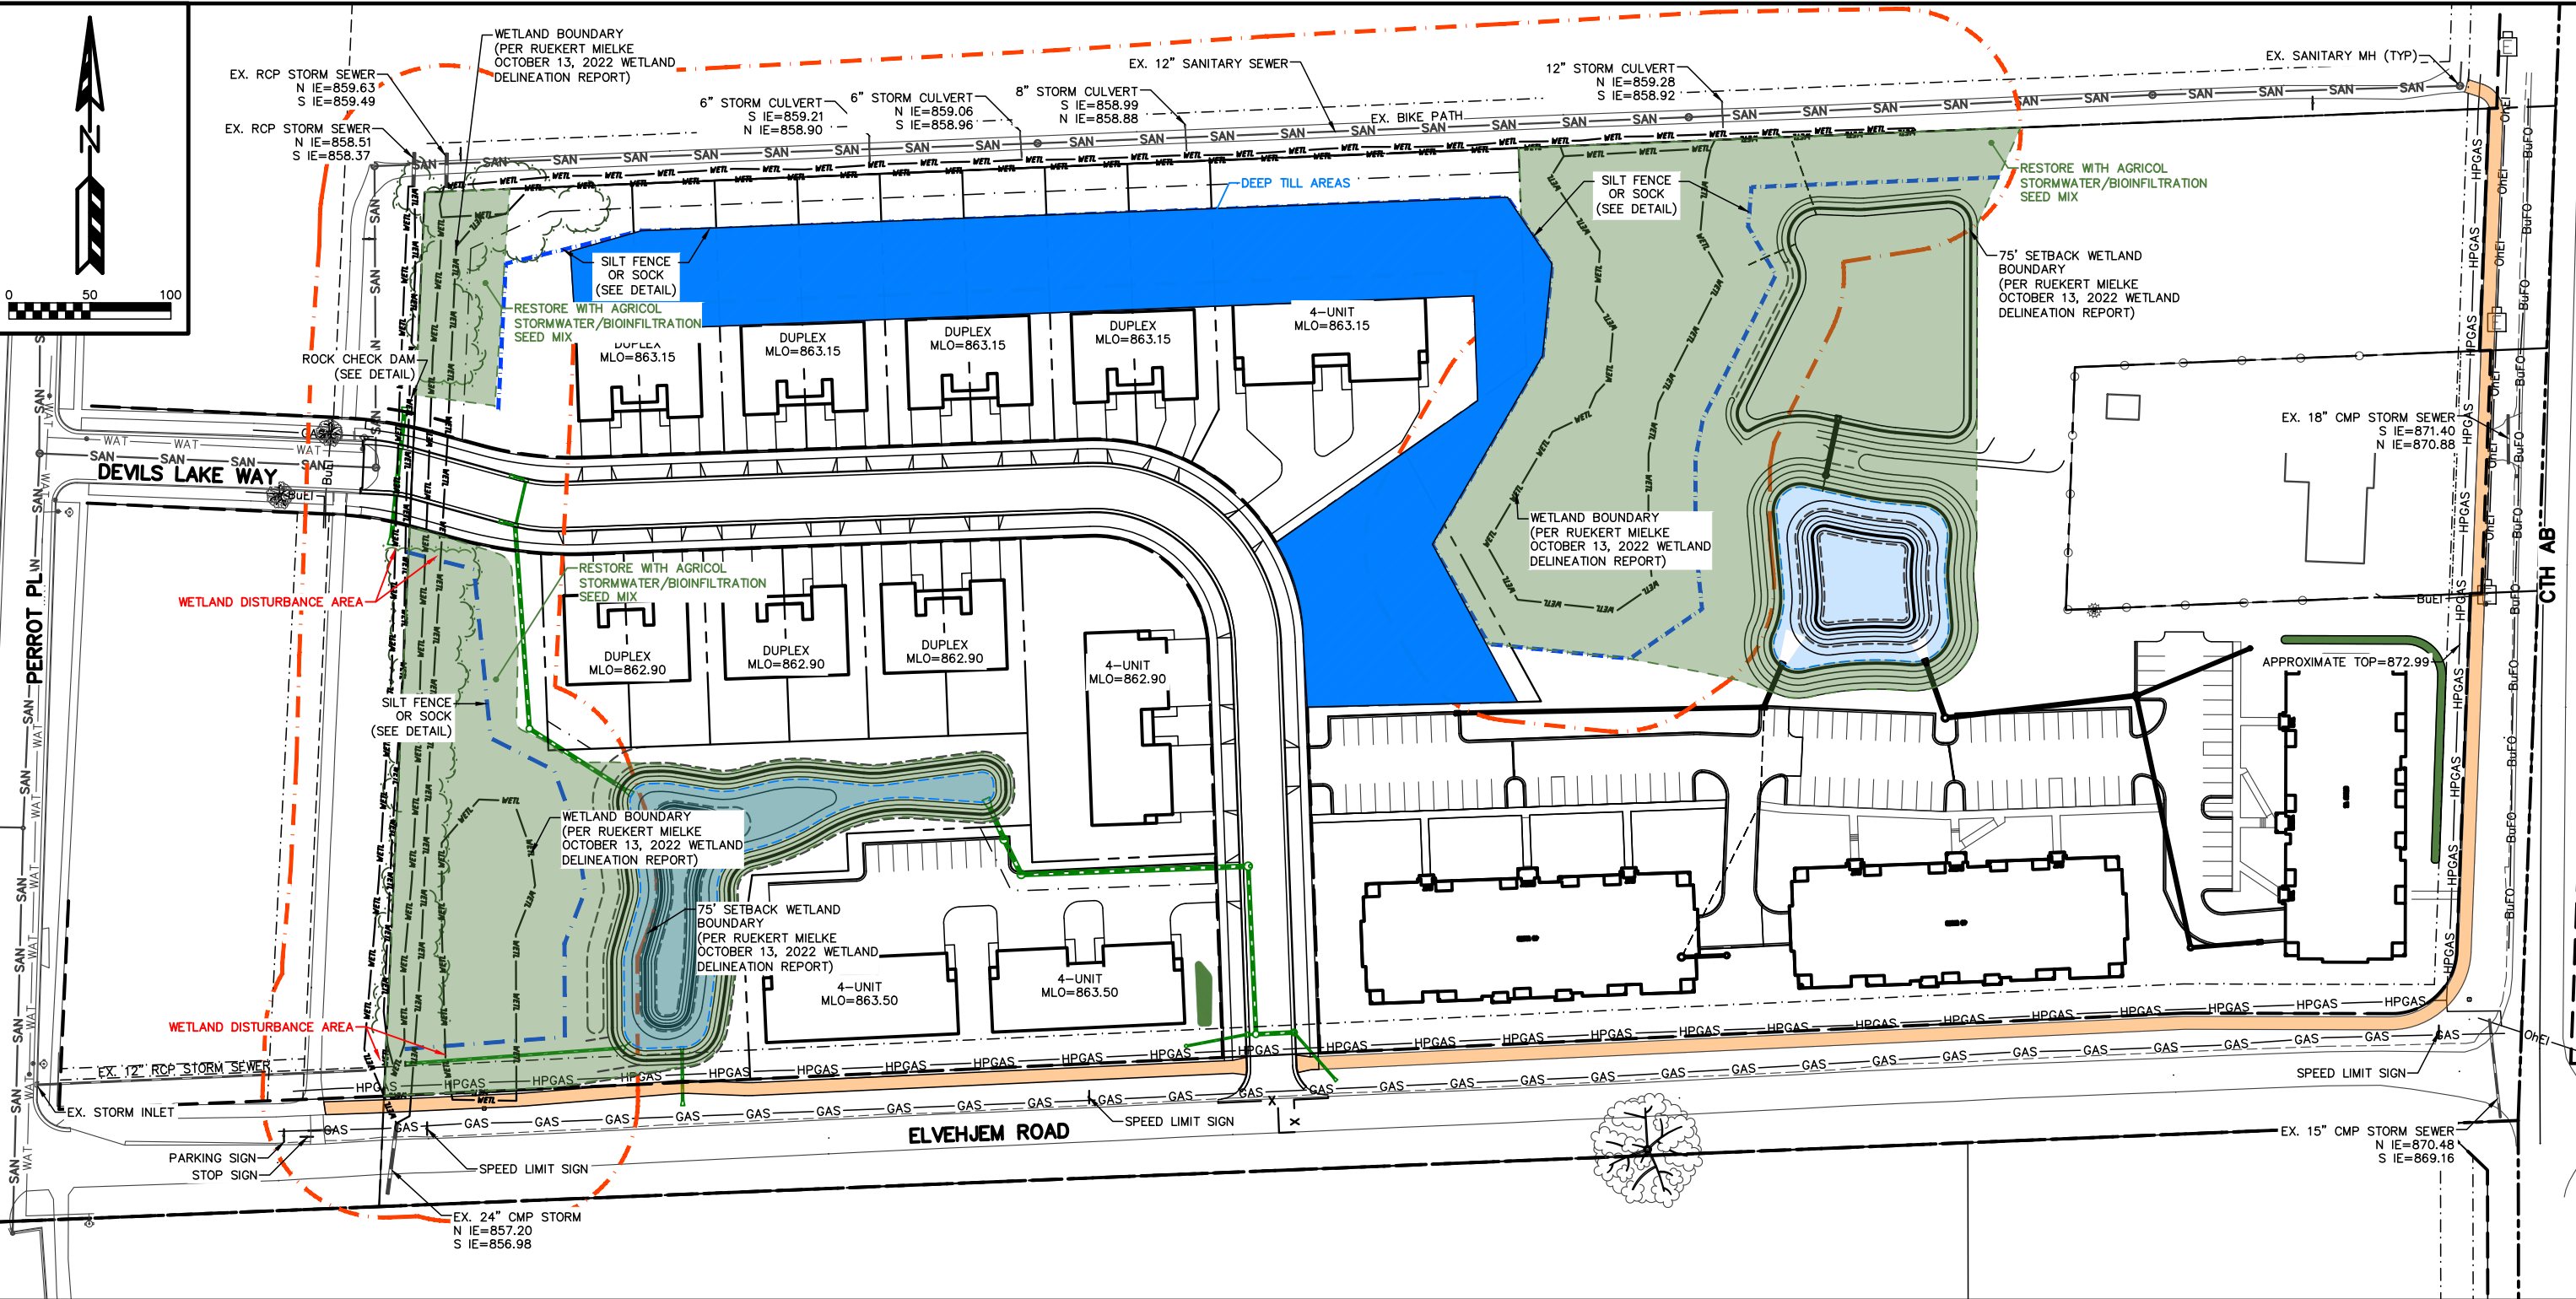 N
0 50 100
WETLAND BOUNDARY
(PER RUEKERT MIELKE
OCTOBER 13, 2022 WETLAND
DELINEATION REPORT)
EX. RCP STORM SEWER
N IE=859.63
S IE=859.49
EX. RCP STORM SEWER
N IE=858.51
S IE=858.37
6" STORM CULVERT
S IE=859.21
N IE=858.90
6" STORM CULVERT
N IE=859.06
S IE=858.96
8" STORM CULVERT
S IE=858.99
N IE=858.88
EX. 12" SANITARY SEWER
12" STORM CULVERT
N IE=859.28
S IE=858.92
EX. BIKE PATH
EX. SANITARY MH (TYP)
DEEP TILL AREAS
SILT FENCE
OR SOCK
(SEE DETAIL)
RESTORE WITH AGRICOL
STORMWATER/BIOINFILTRATION
SEED MIX
75' SETBACK WETLAND
BOUNDARY
(PER RUEKERT MIELKE
OCTOBER 13, 2022 WETLAND
DELINEATION REPORT)
SILT FENCE
OR SOCK
(SEE DETAIL)
RESTORE WITH AGRICOL
STORMWATER/BIOINFILTRATION
SEED MIX
ROCK CHECK DAM
(SEE DETAIL)
DUPLEX
MLO=863.15
DUPLEX
MLO=863.15
DUPLEX
MLO=863.15
DUPLEX
MLO=863.15
4-UNIT
MLO=863.15
EX. 18" CMP STORM SEWER
S IE=871.40
N IE=870.88
DEVILS LAKE WAY
PERROT PL
CTH AB
WETLAND BOUNDARY
(PER RUEKERT MIELKE
OCTOBER 13, 2022 WETLAND
DELINEATION REPORT)
RESTORE WITH AGRICOL
STORMWATER/BIOINFILTRATION
SEED MIX
WETLAND DISTURBANCE AREA
DUPLEX
MLO=862.90
DUPLEX
MLO=862.90
DUPLEX
MLO=862.90
4-UNIT
MLO=862.90
APPROXIMATE TOP=872.99
SILT FENCE
OR SOCK
(SEE DETAIL)
WETLAND BOUNDARY
(PER RUEKERT MIELKE
OCTOBER 13, 2022 WETLAND
DELINEATION REPORT)
75' SETBACK WETLAND
BOUNDARY
(PER RUEKERT MIELKE
OCTOBER 13, 2022 WETLAND
DELINEATION REPORT)
4-UNIT
MLO=863.50
4-UNIT
MLO=863.50
WETLAND DISTURBANCE AREA
EX. 12" RCP STORM SEWER
EX. STORM INLET
PARKING SIGN
STOP SIGN
SPEED LIMIT SIGN
SPEED LIMIT SIGN
ELVEHJEM ROAD
SPEED LIMIT SIGN
EX. 15" CMP STORM SEWER
N IE=870.48
S IE=869.16
EX. 24" CMP STORM
N IE=857.20
S IE=856.98
SAN
WAT
WETL
HPGAS
GAS
BuFO
OhEl
BuEl